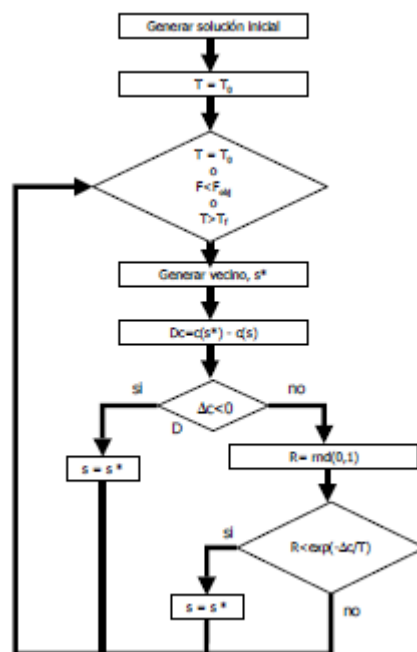 Generar solución inicial
T = T₀
T = T₀
o
F<Fobj
o
T>Tf
Generar vecino, s*
Dc=c(s*) - c(s)
si
Δc<0
no
D
s = s*
R= rnd(0,1)
si
R<exp(-Δc/T)
s = s*
no